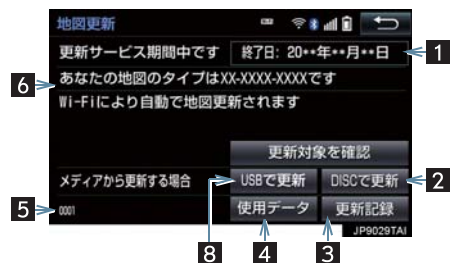 地図更新
更新サービス期間中です 終了日: 20**年**月**日 1
6 あなたの地図のタイプはXX-XXXX-XXXXです
Wi-Fiにより自動で地図更新されます
更新対象を確認
メディアから更新する場合 USBで更新 DISCで更新 2
5 0001 使用データ 更新記録
JP9029TAI
8 4 3